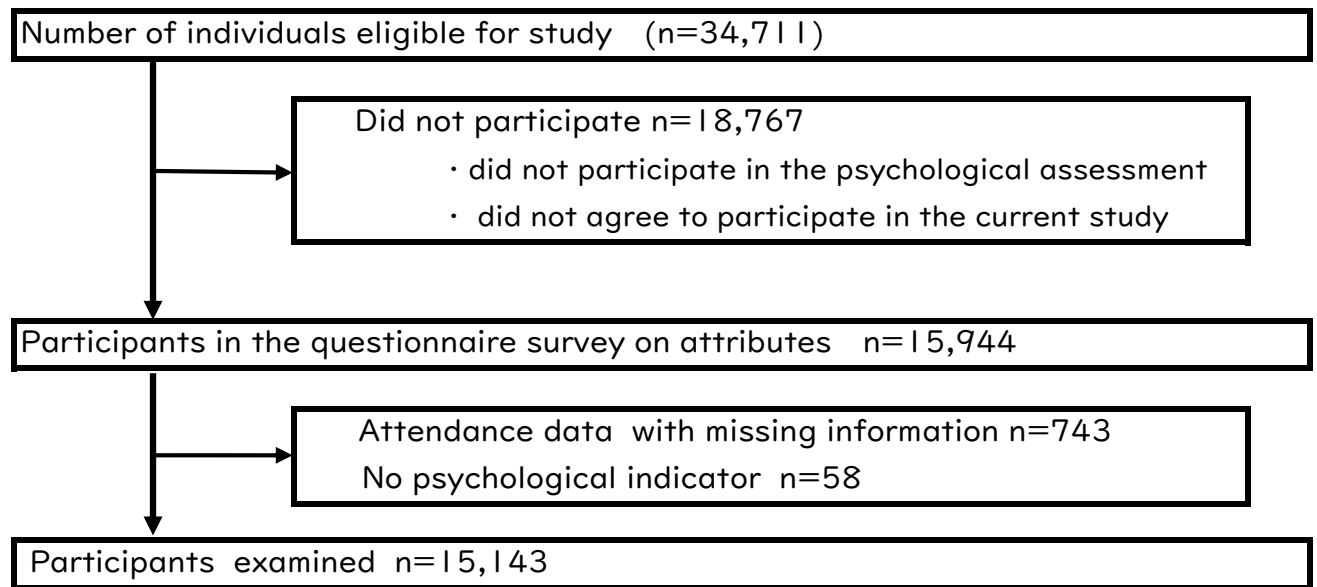 Number of individuals eligible for study (n=34,711)
Did not participate n=18,767
· did not participate in the psychological assessment
· did not agree to participate in the current study
Participants in the questionnaire survey on attributes n=15,944
Attendance data with missing information n=743
No psychological indicator n=58
Participants examined n=15,143